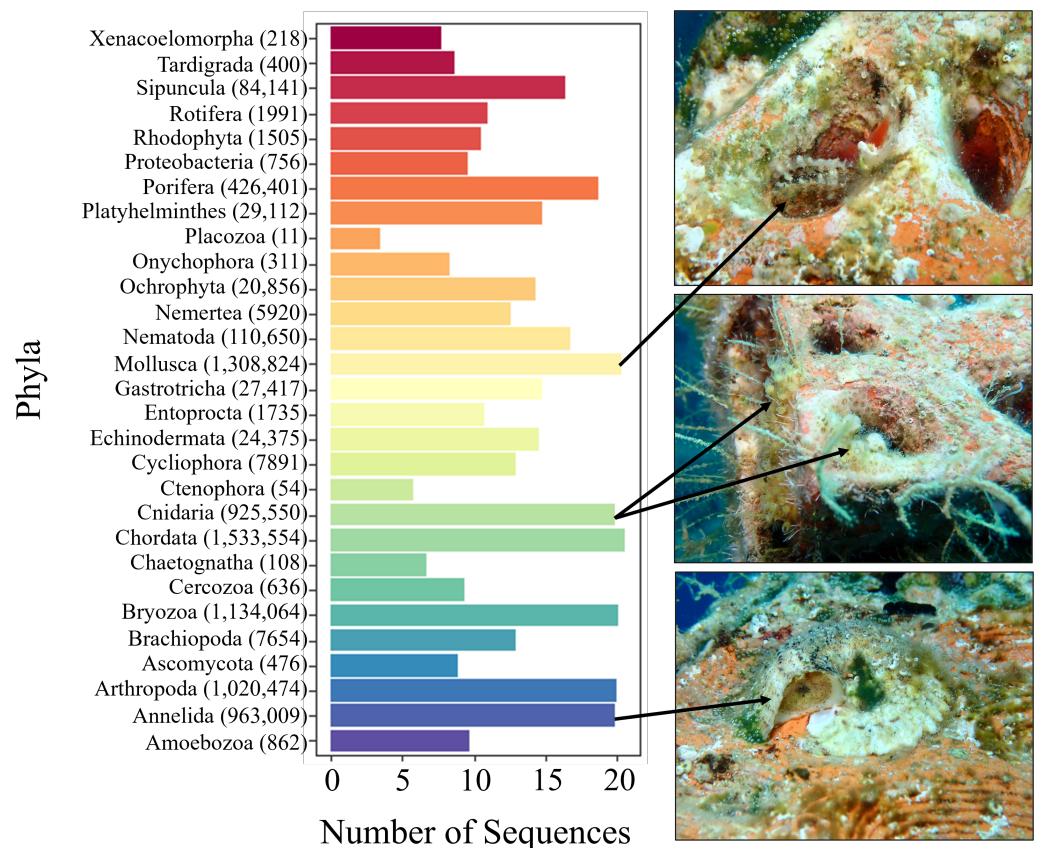 Xenacoelomorpha (218)
Tardigrada (400)
Sipuncula (84,141)
Rotifera (1991)
Rhodophyta (1505)
Proteobacteria (756)
Porifera (426,401)
Platyhelminthes (29,112)
Placozoa (11)
Onychophora (311)
Ochrophyta (20,856)
Nemertea (5920)
Nematoda (110,650)
Mollusca (1,308,824)
Gastrotricha (27,417)
Entoprocta (1735)
Echinodermata (24,375)
Cycliophora (7891)
Ctenophora (54)
Cnidaria (925,550)
Chordata (1,533,554)
Chaetognatha (108)
Cercozoa (636)
Bryozoa (1,134,064)
Brachiopoda (7654)
Ascomycota (476)
Arthropoda (1,020,474)
Annelida (963,009)
Amoebozoa (862)
Phyla
0 5 10 15 20
Number of Sequences